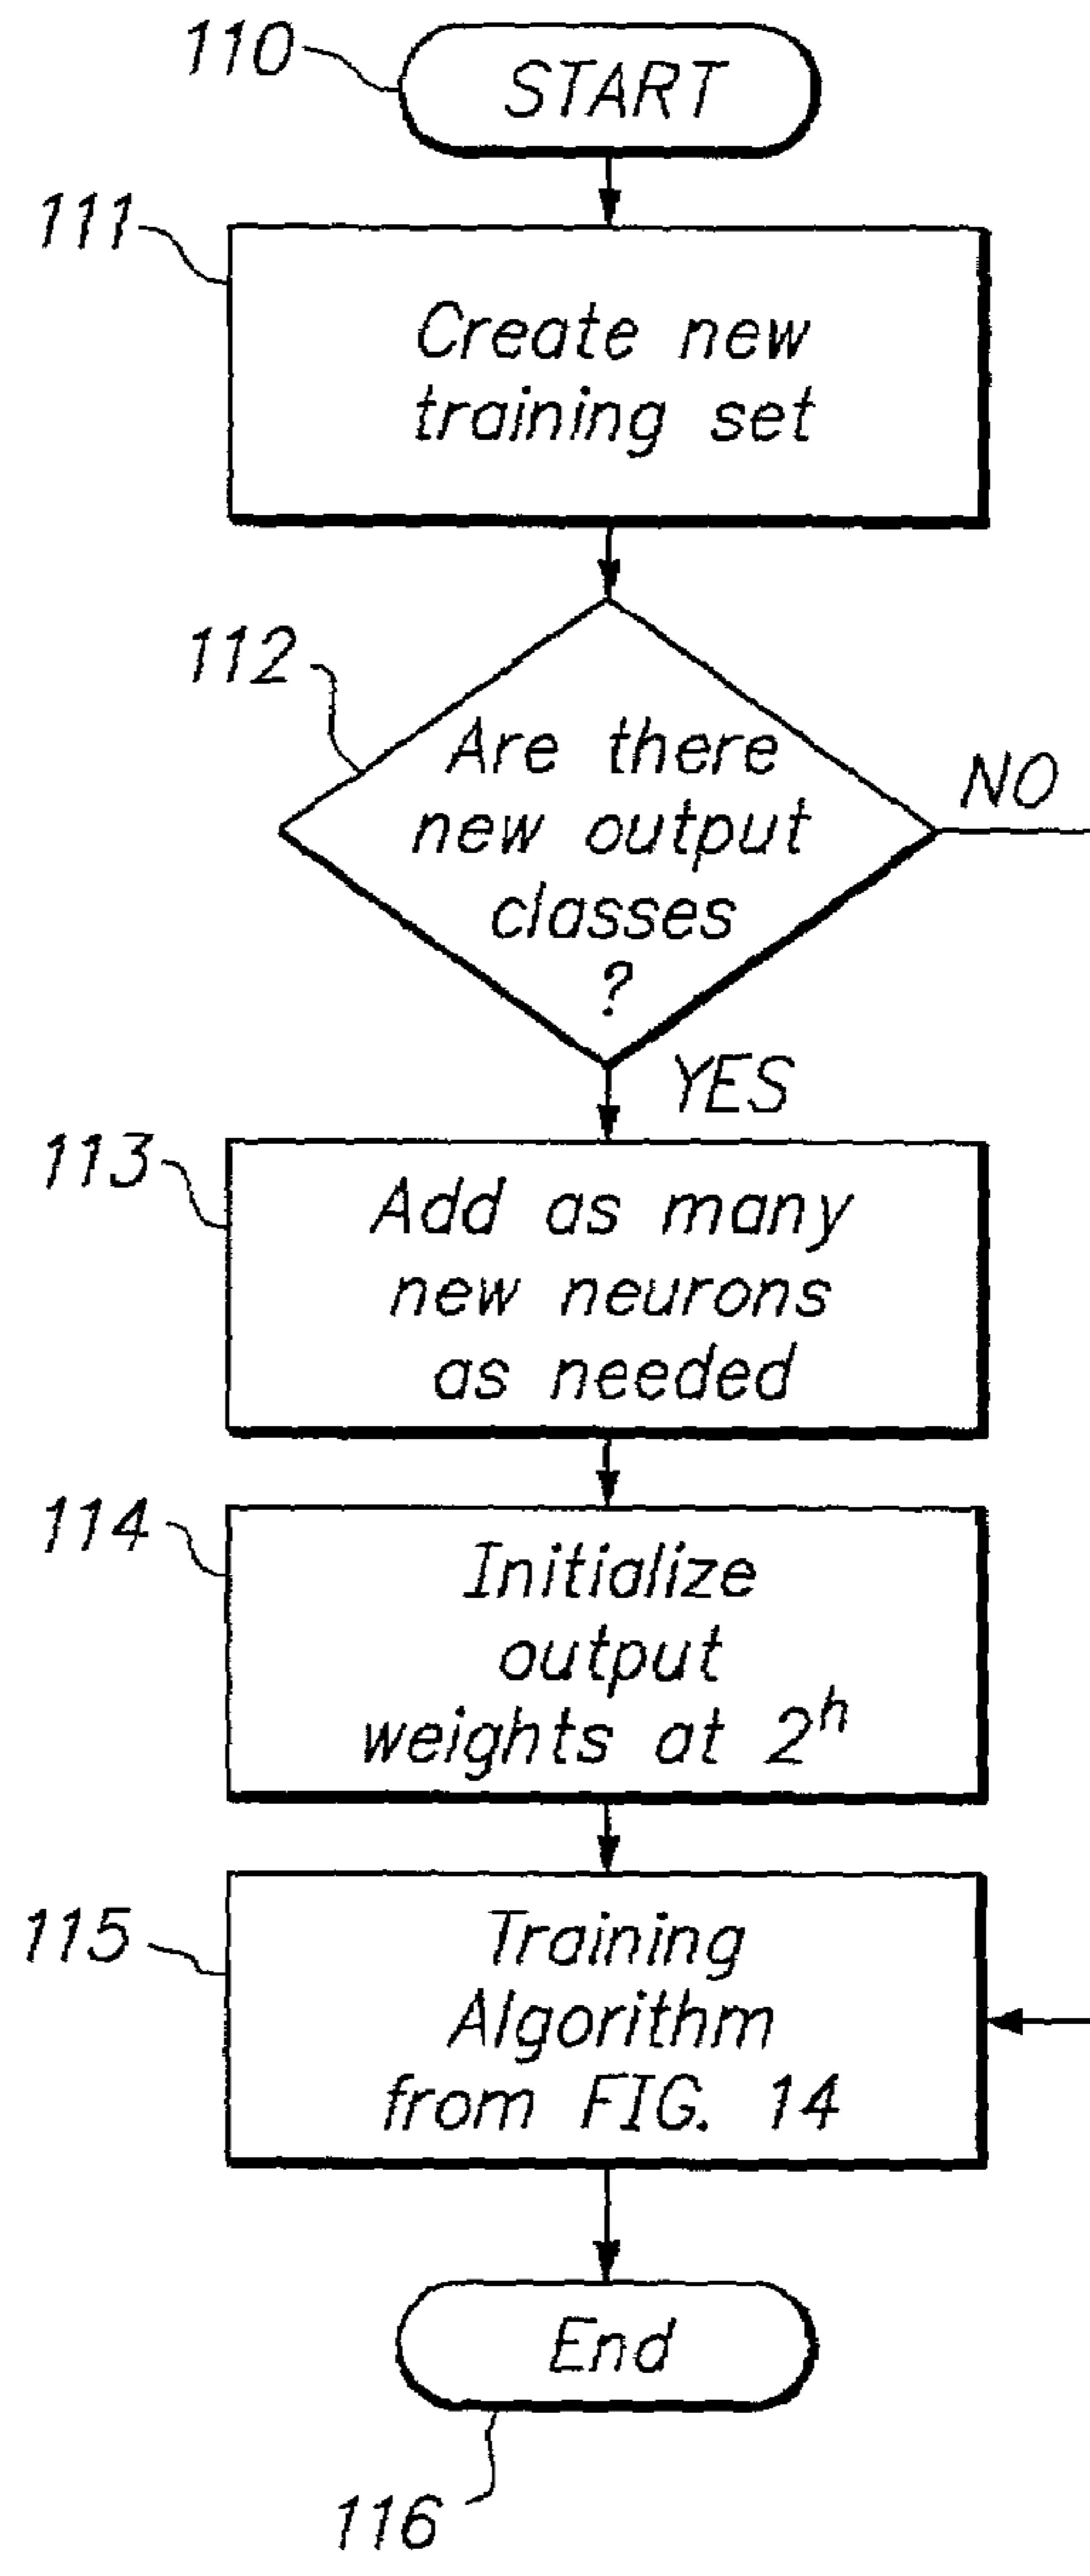 110
START
111
Create new
training set
112
Are there
new output
classes
?
NO
YES
113
Add as many
new neurons
as needed
114
Initialize
output
weights at 2^h
115
Training
Algorithm
from FIG. 14
End
116